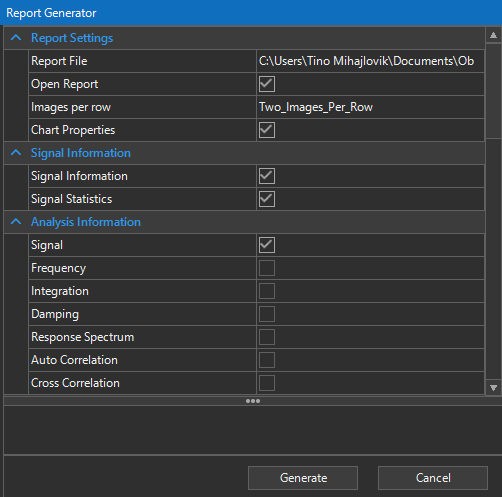 Report Generator
Report Settings
Report File C:\Users\Tino Mihajlovik\Documents\Ob
Open Report
Images per row Two_Images_Per_Row
Chart Properties
Signal Information
Signal Information
Signal Statistics
Analysis Information
Signal
Frequency
Integration
Damping
Response Spectrum
Auto Correlation
Cross Correlation
Generate Cancel